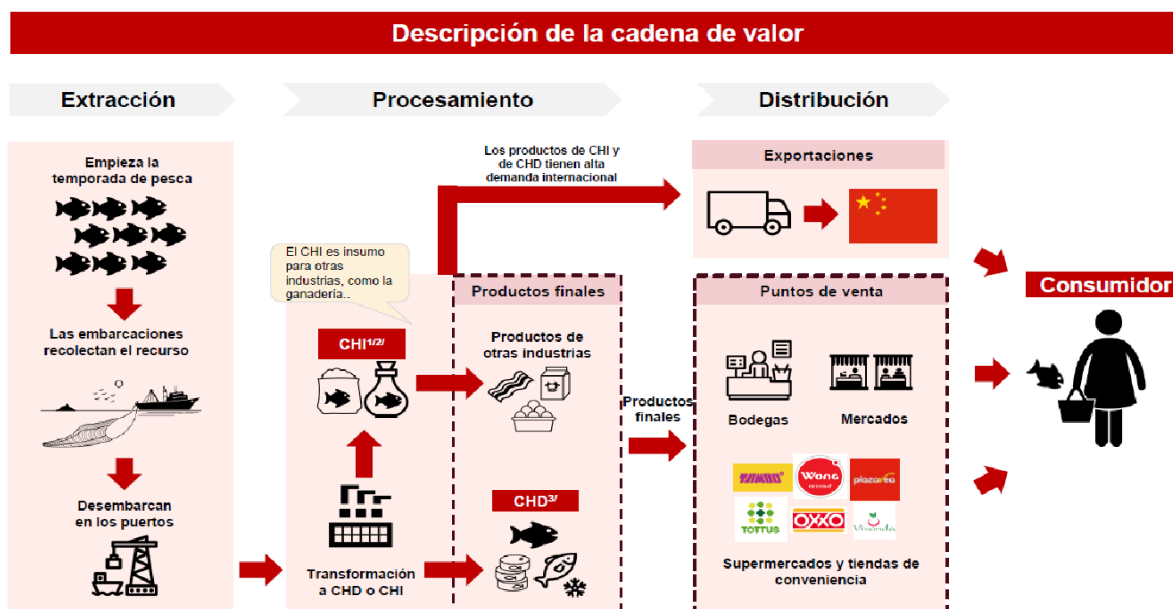 Descripción de la cadena de valor
Extracción
Procesamiento
Distribución
Empieza la
temporada de pesca
Las embarcaciones
recolectan el recurso
Desembarcan
en los puertos
Los productos de CHI y
de CHD tienen alta
demanda internacional
El CHI es insumo
para otras
industrias, como la
ganadería..
CHI1/2/
Transformación
a CHD o CHI
Productos finales
Productos de
otras industrias
CHD3/
Productos
finales
Exportaciones
Puntos de venta
Bodegas
Mercados
TAMBO
Wong
plazavea
TOTTUS
OXXO
Vivanda
Supermercados y tiendas de
conveniencia
Consumidor